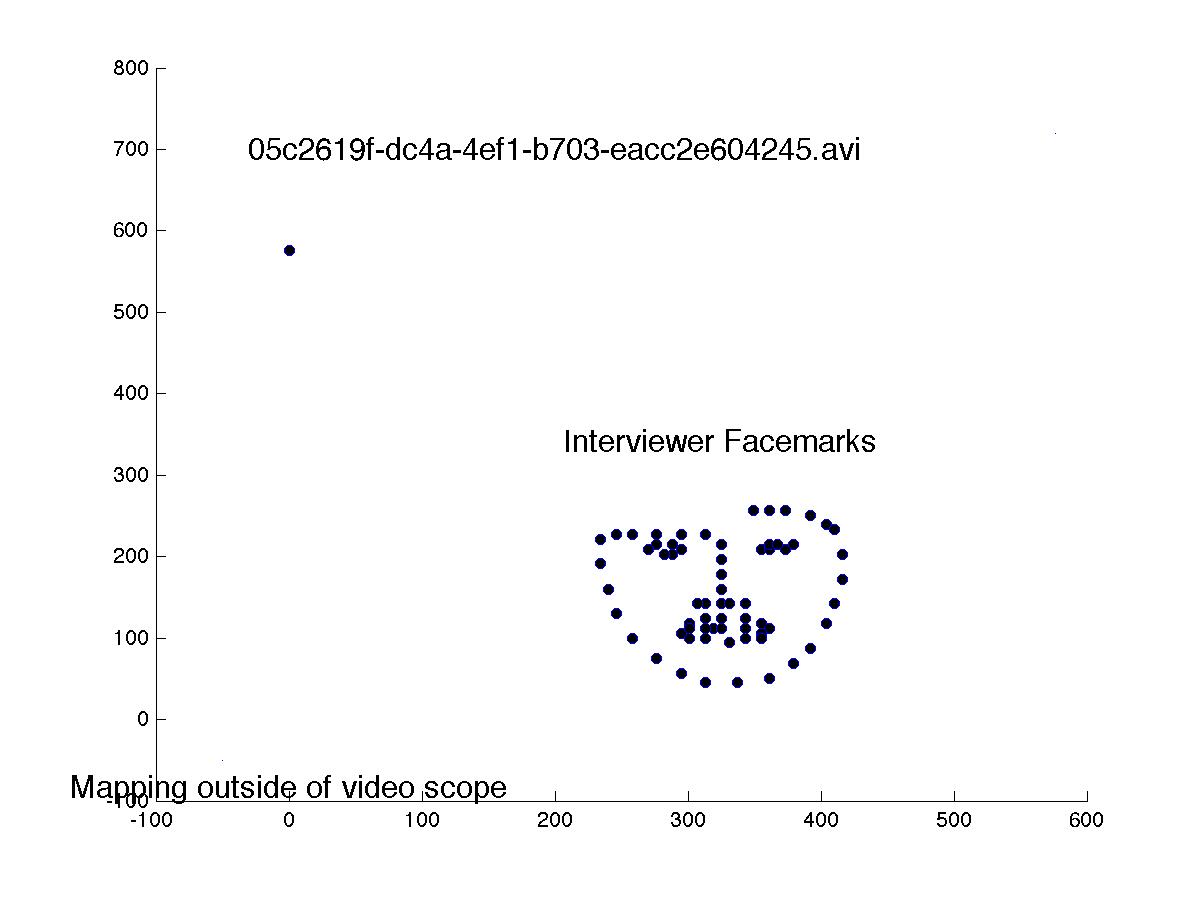 800
05c2619f-dc4a-4ef1-b703-eacc2e604245.avi
700
600
500
400
Interviewer Facemarks
300
200
100
0
Mapping outside of video scope
-100
-100 0 100 200 300 400 500 600